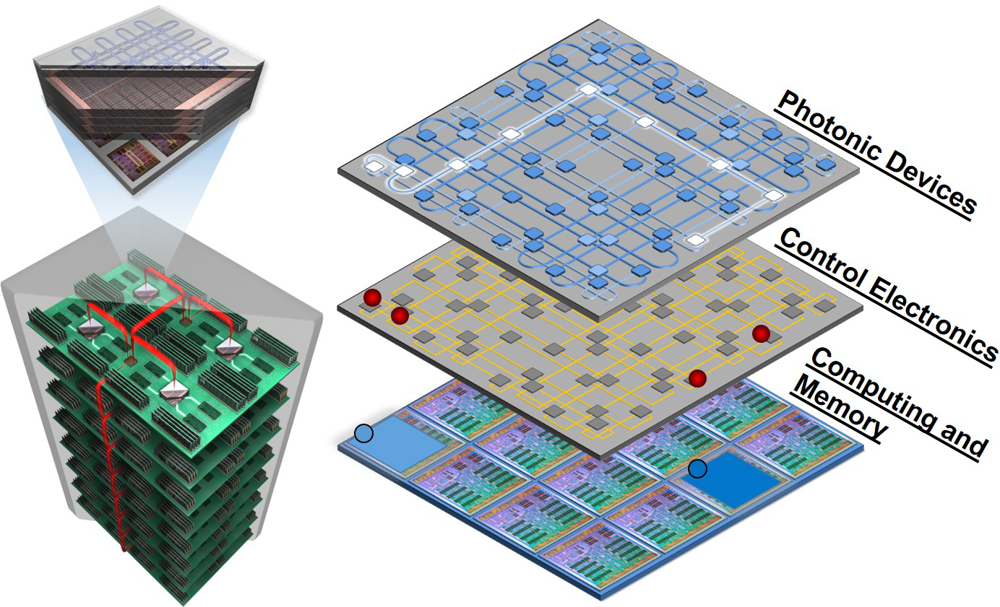 Photonic Devices
Control Electronics
Computing and
Memory